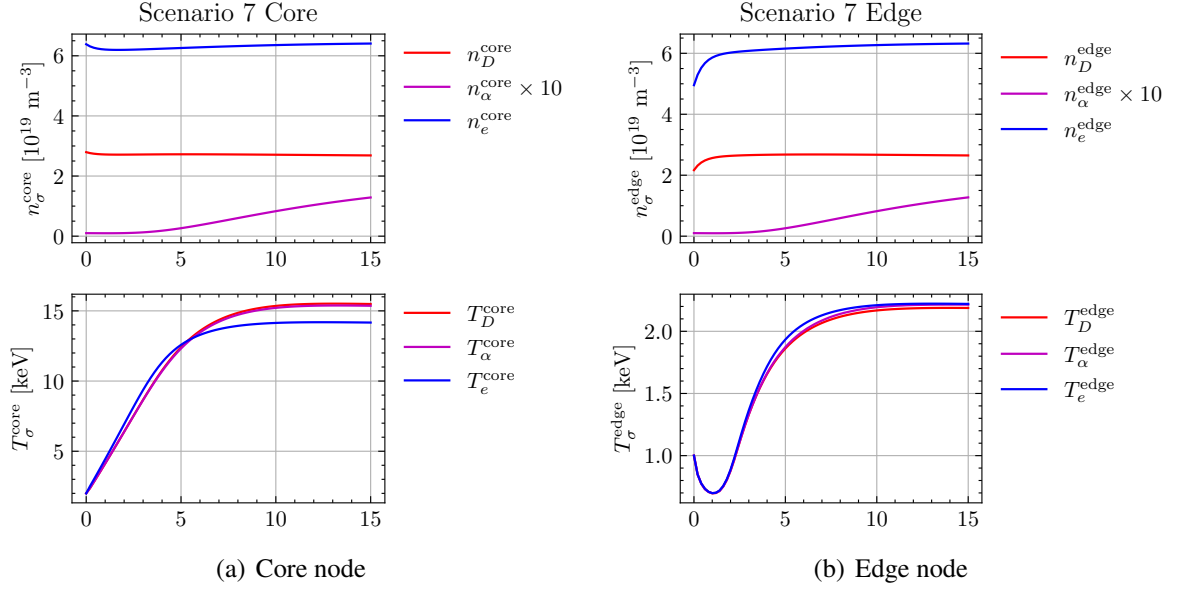 Scenario 7 Core
n_σ^core [10^19 m^−3]
6
4
2
0
0 5 10 15
n_D^core
n_α^core × 10
n_e^core
T_σ^core [keV]
15
10
5
0 5 10 15
T_D^core
T_α^core
T_e^core
(a) Core node
Scenario 7 Edge
n_σ^edge [10^19 m^−3]
6
4
2
0
0 5 10 15
n_D^edge
n_α^edge × 10
n_e^edge
T_σ^edge [keV]
2.0
1.5
1.0
0 5 10 15
T_D^edge
T_α^edge
T_e^edge
(b) Edge node